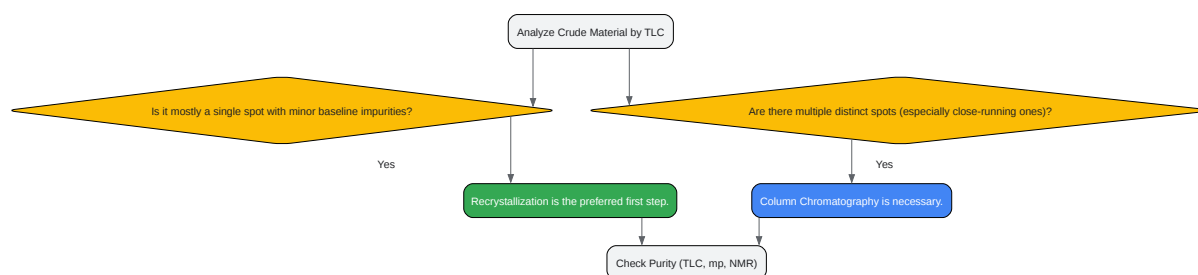 Analyze Crude Material by TLC
Is it mostly a single spot with minor baseline impurities?
Are there multiple distinct spots (especially close-running ones)?
Yes
Yes
Recrystallization is the preferred first step.
Column Chromatography is necessary.
Check Purity (TLC, mp, NMR)